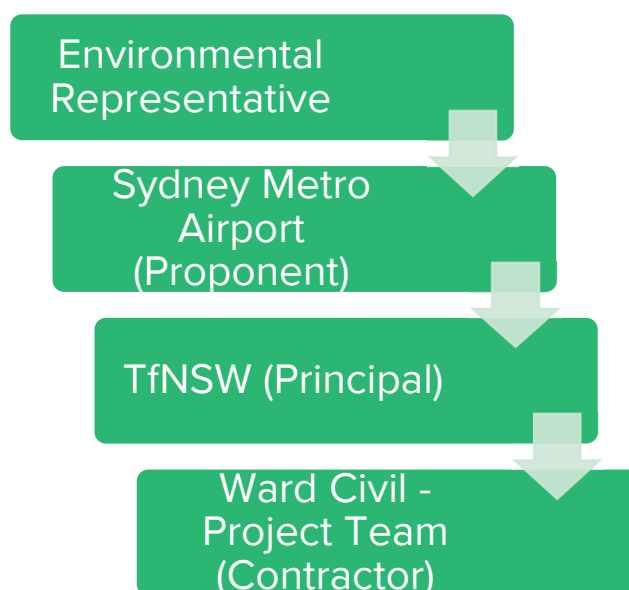 Environmental
Representative
Sydney Metro
Airport
(Proponent)
TfNSW (Principal)
Ward Civil -
Project Team
(Contractor)